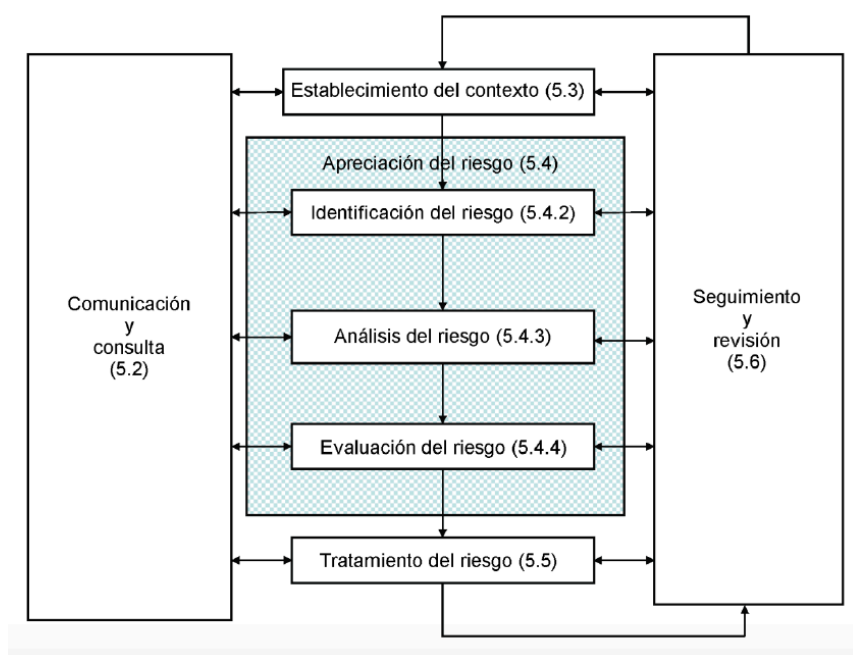 Establecimiento del contexto (5.3)
Apreciación del riesgo (5.4)
Identificación del riesgo (5.4.2)
Análisis del riesgo (5.4.3)
Evaluación del riesgo (5.4.4)
Tratamiento del riesgo (5.5)
Comunicación
y
consulta
(5.2)
Seguimiento
y
revisión
(5.6)